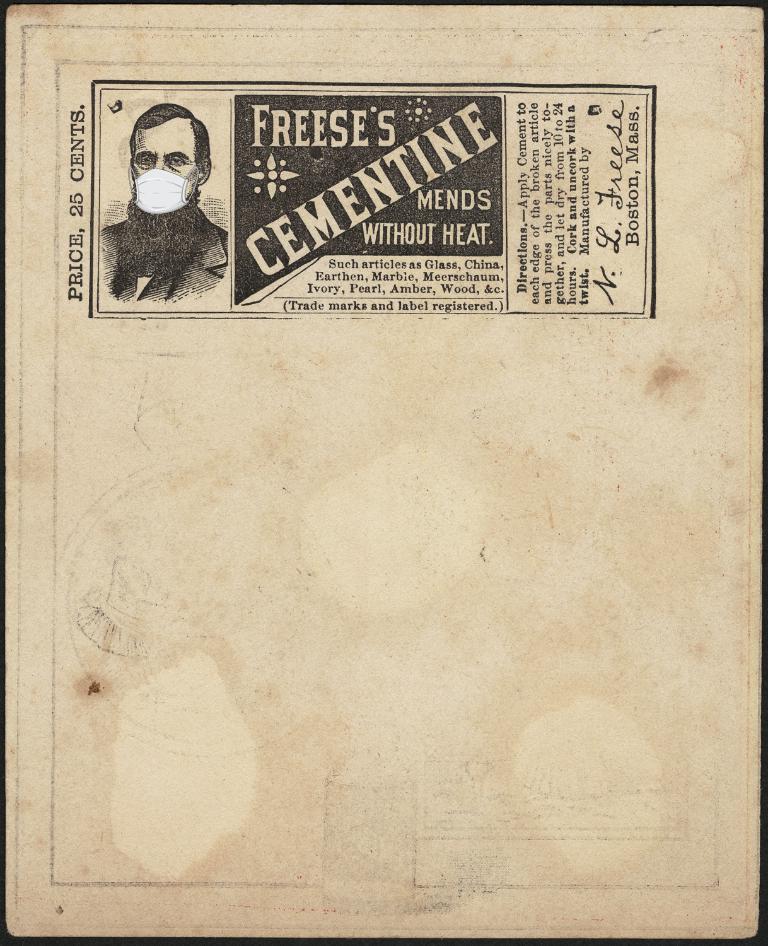 PRICE, 25 CENTS.
FREESE'S
CEMENTINE
MENDS
WITHOUT HEAT.
Such articles as Glass, China,
Earthen, Marble, Meerschaum,
Ivory, Pearl, Amber, Wood, &c.
(Trade marks and label registered.)
Directions.—Apply Cement to
each edge of the broken article
and press the parts nicely to-
gether, and let dry from 10 to 24
hours. Cork and uncork with a
twist. Manufactured by
N. L. Freese
Boston, Mass.